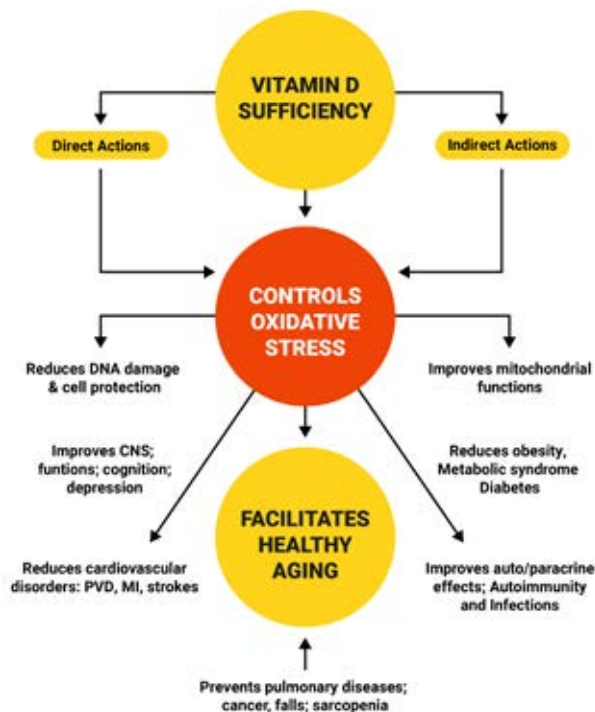 VITAMIN D
SUFFICIENCY
Direct Actions
Indirect Actions
CONTROLS
OXIDATIVE
STRESS
Reduces DNA damage
& cell protection
Improves mitochondrial
functions
Improves CNS;
funtions; cognition;
depression
Reduces obesity,
Metabolic syndrome
Diabetes
FACILITATES
HEALTHY
AGING
Reduces cardiovascular
disorders: PVD, MI, strokes
Improves auto/paracrine
effects; Autoimmunity
and Infections
Prevents pulmonary diseases;
cancer, falls; sarcopenia